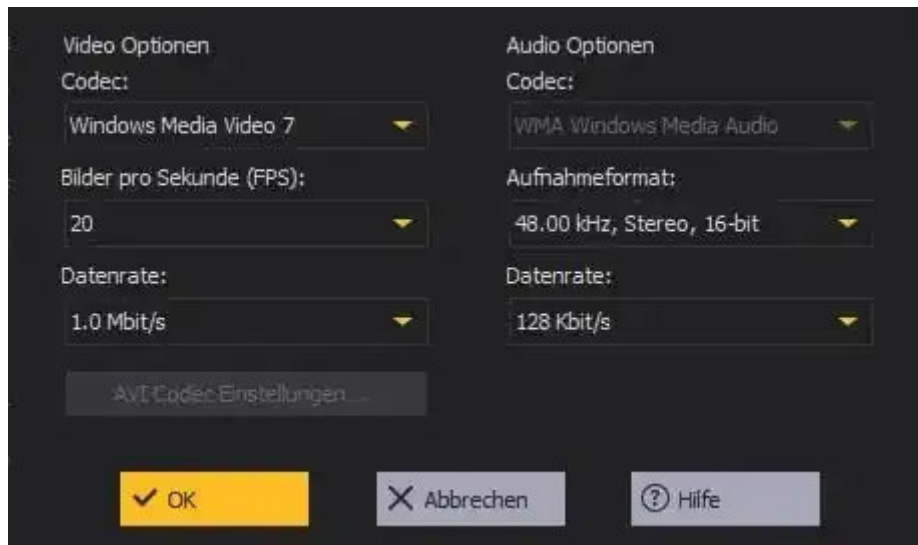 Video Optionen
Codec:
Windows Media Video 7
Bilder pro Sekunde (FPS):
20
Datenrate:
1.0 Mbit/s
AVI Codec Einstellungen ...
Audio Optionen
Codec:
WMA Windows Media Audio
Aufnahmeformat:
48.00 kHz, Stereo, 16-bit
Datenrate:
128 Kbit/s
OK
Abbrechen
Hilfe